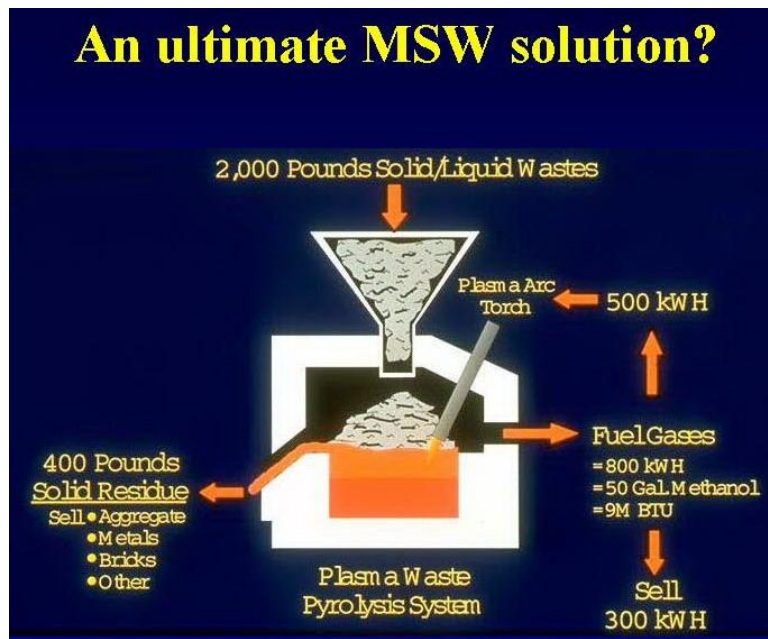 An ultimate MSW solution?
2,000 Pounds Solid/Liquid Wastes
Plasma Arc
Torch
500 kWH
Fuel Gases
=800 kWH
=50 Gal. Methanol
=9M BTU
Sell
300 kWH
400 Pounds
Solid Residue
Sell • Aggregate
• Metals
• Bricks
• Other
Plasma Waste
Pyrolysis System